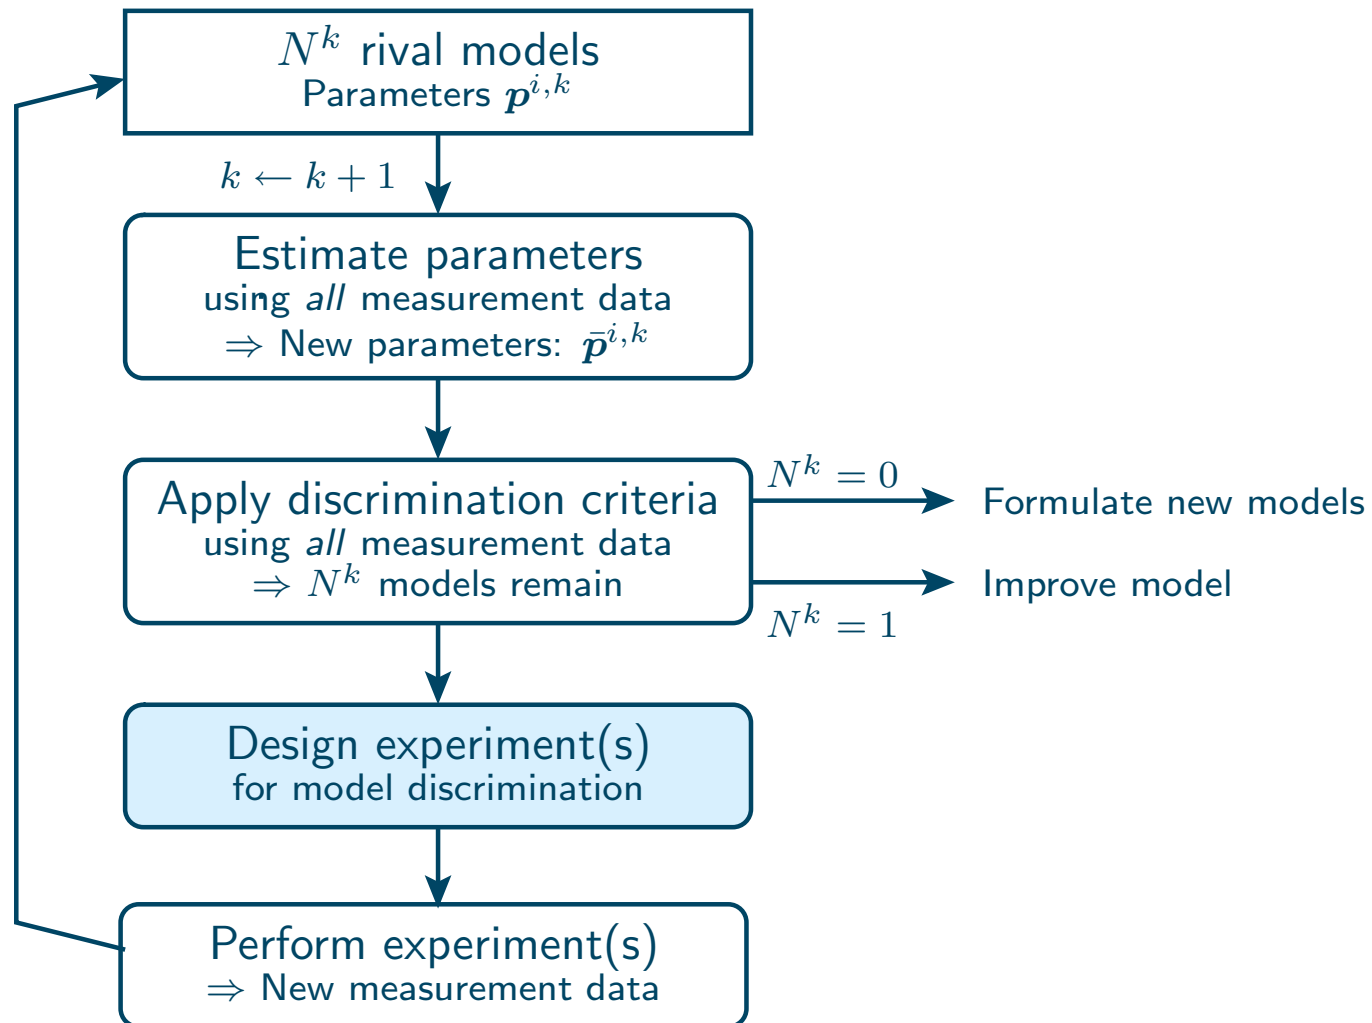 N^k rival models
Parameters p^{i,k}
k ← k + 1
Estimate parameters
using all measurement data
⇒ New parameters: p̄^{i,k}
Apply discrimination criteria
using all measurement data
⇒ N^k models remain
N^k = 0
Formulate new models
Improve model
N^k = 1
Design experiment(s)
for model discrimination
Perform experiment(s)
⇒ New measurement data